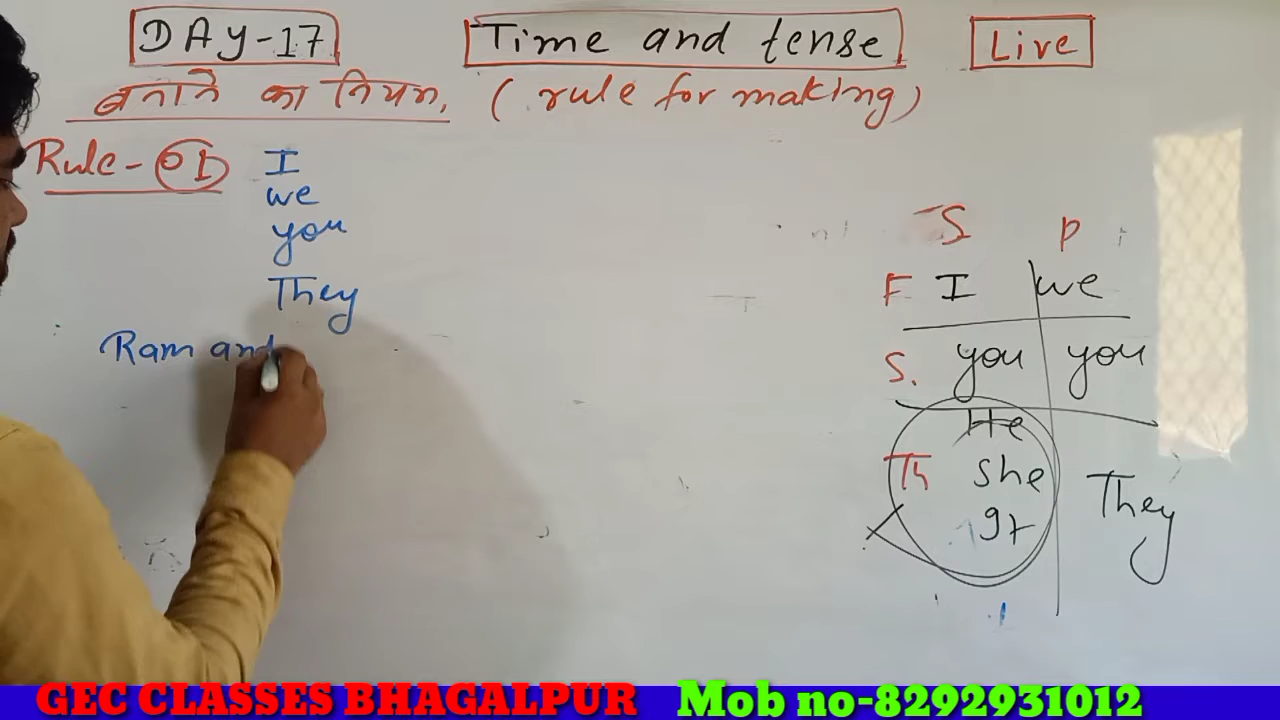 DAY-17 Time and tense Live
बनाने का नियम, (rule for making)
Rule-01 I
we
you
They
Ram and
S P
F I we
S. you you
He
Th She They
It
GEC CLASSES BHAGALPUR Mob no-8292931012